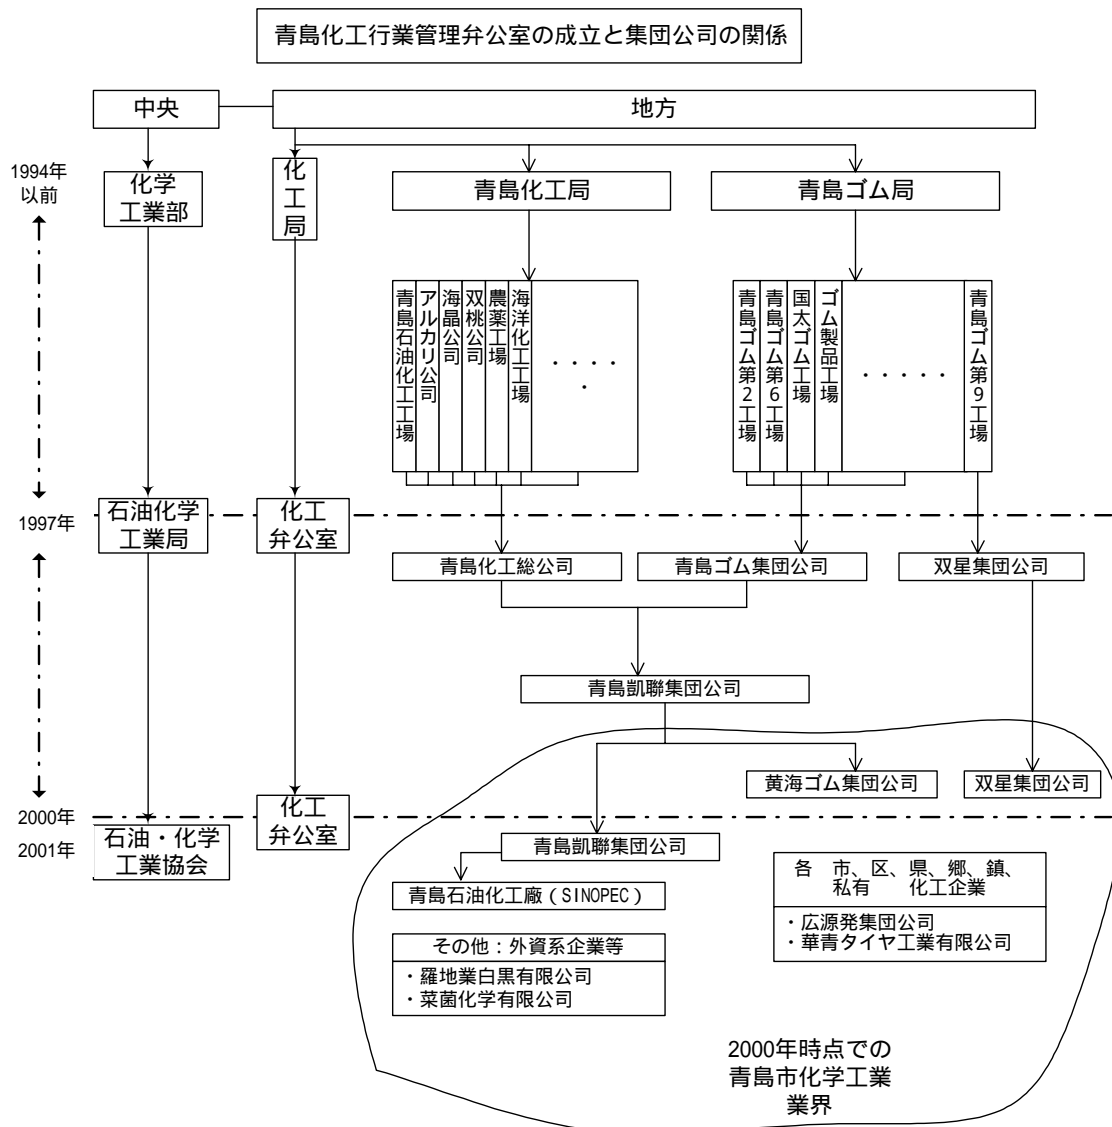 青島化工行業管理弁公室の成立と集団公司の関係
中央
地方
1994年
以前
化学
工業部
化工局
青島化工局
青島ゴム局
青島石油化工工場
アルカリ公司
海晶公司
双桃公司
農薬工場
海洋化工工場
・・・・・
青島ゴム第2工場
青島ゴム第6工場
国太ゴム工場
ゴム製品工場
・・・・・
青島ゴム第9工場
1997年
石油化学
工業局
化工
弁公室
青島化工総公司
青島ゴム集団公司
双星集団公司
青島凱聯集団公司
黄海ゴム集団公司
双星集団公司
2000年
2001年
石油・化学
工業協会
化工
弁公室
青島凱聯集団公司
青島石油化工廠(SINOPEC)
その他:外資系企業等
・羅地業白黒有限公司
・菜菌化学有限公司
各 市、区、県、郷、鎮、
私有 化工企業
・広源発集団公司
・華青タイヤ工業有限公司
2000年時点での
青島市化学工業
業界